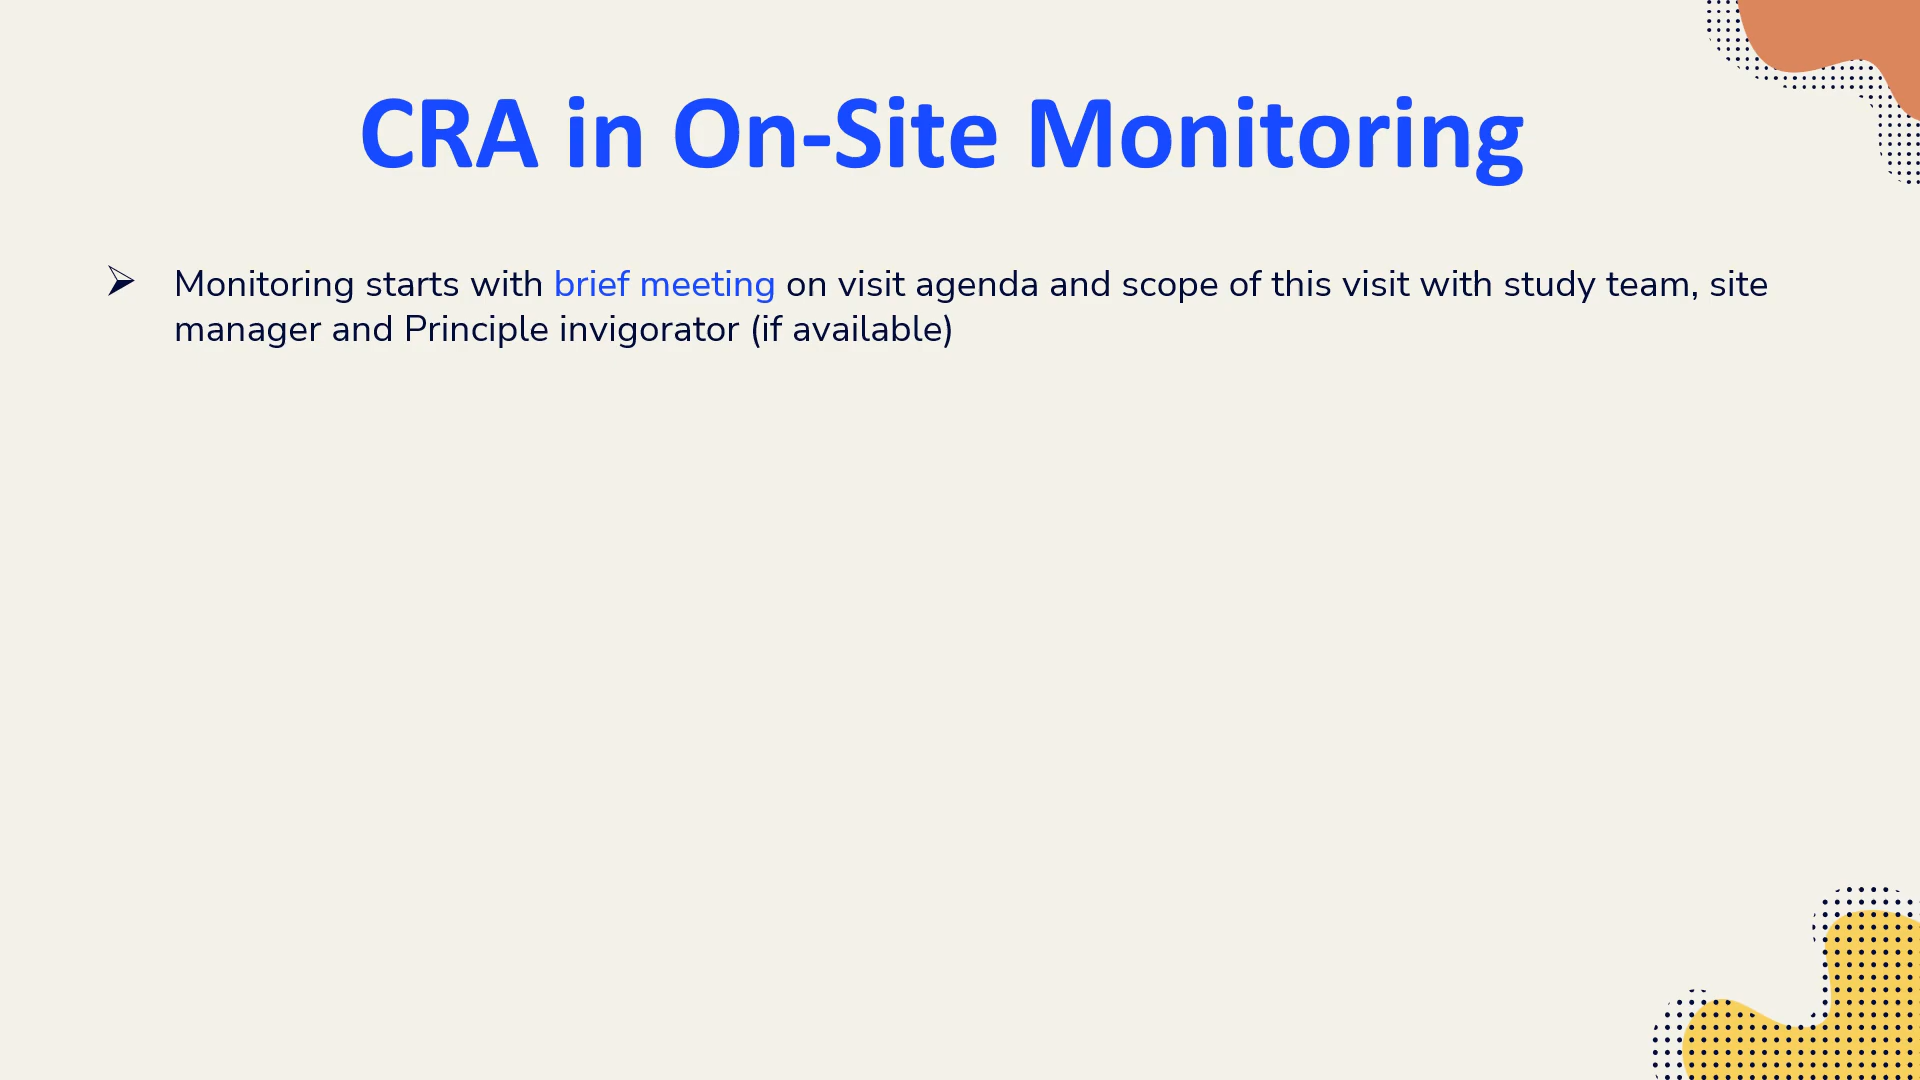 CRA in On-Site Monitoring
Monitoring starts with brief meeting on visit agenda and scope of this visit with study team, site
manager and Principle invigorator (if available)